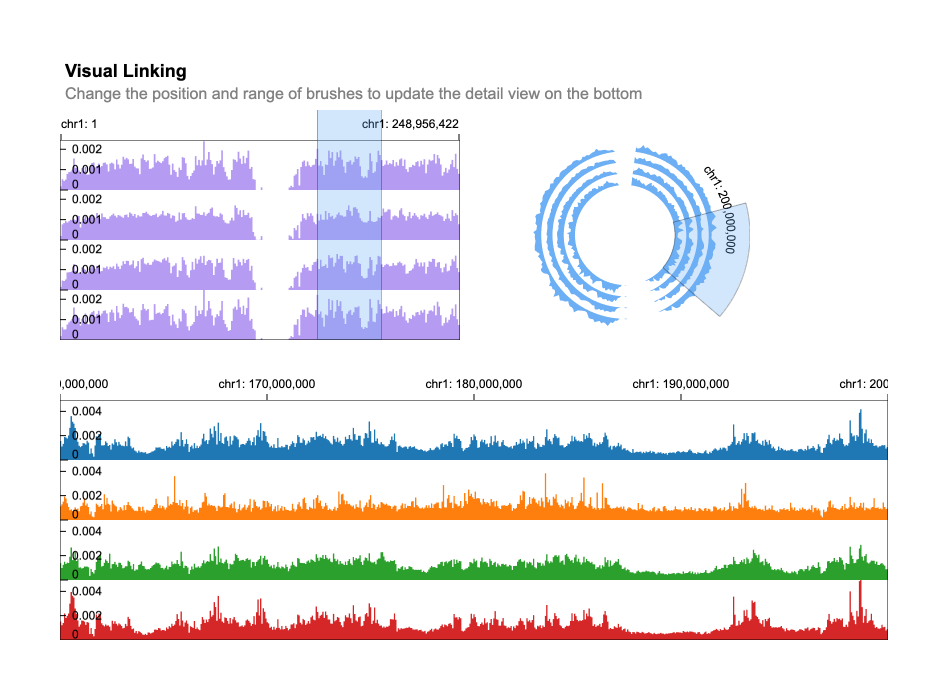 Visual Linking
Change the position and range of brushes to update the detail view on the bottom
chr1: 1
chr1: 248,956,422
0.002
0.001
0
0.002
0.001
0
0.002
0.001
0
0.002
0.001
0
chr1: 200,000,000
0,000,000
chr1: 170,000,000
chr1: 180,000,000
chr1: 190,000,000
chr1: 200
0.004
0.002
0
0.004
0.002
0
0.004
0.002
0
0.004
0.002
0